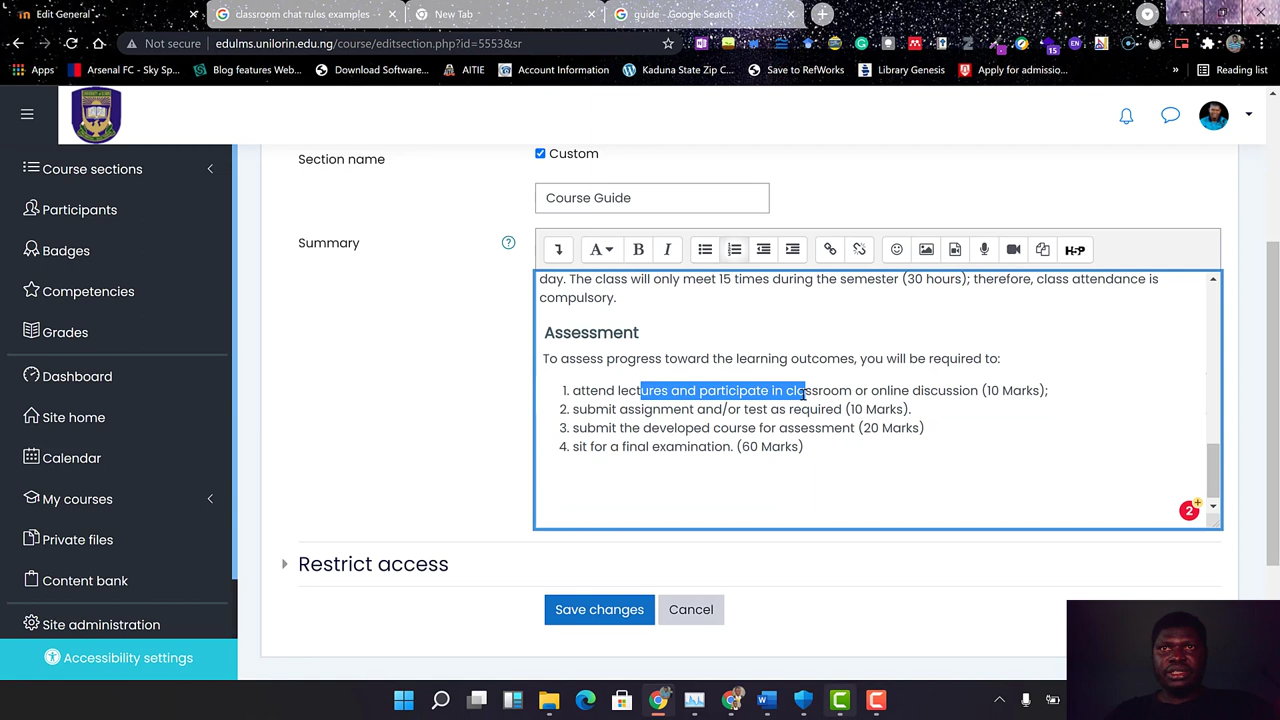 Edit General
classroom chat rules examples
New Tab
guide - Google Search
Not secure
edulms.unilorin.edu.ng/course/editsection.php?id=5553&sr
15
EN
Apps
Arsenal FC - Sky Sp...
Blog features Web...
Download Software...
AITIE
Account Information
Kaduna State Zip C...
Save to RefWorks
Library Genesis
Apply for admissio...
»
Reading list
Course sections
Participants
Badges
Competencies
Grades
Dashboard
Site home
Calendar
My courses
Private files
Content bank
Site administration
Accessibility settings
Section name
Custom
Course Guide
Summary
A B I H-P
day. The class will only meet 15 times during the semester (30 hours); therefore, class attendance is
compulsory.
Assessment
To assess progress toward the learning outcomes, you will be required to:
1. attend lectures and participate in classroom or online discussion (10 Marks);
2. submit assignment and/or test as required (10 Marks).
3. submit the developed course for assessment (20 Marks)
4. sit for a final examination. (60 Marks)
2
Restrict access
Save changes
Cancel